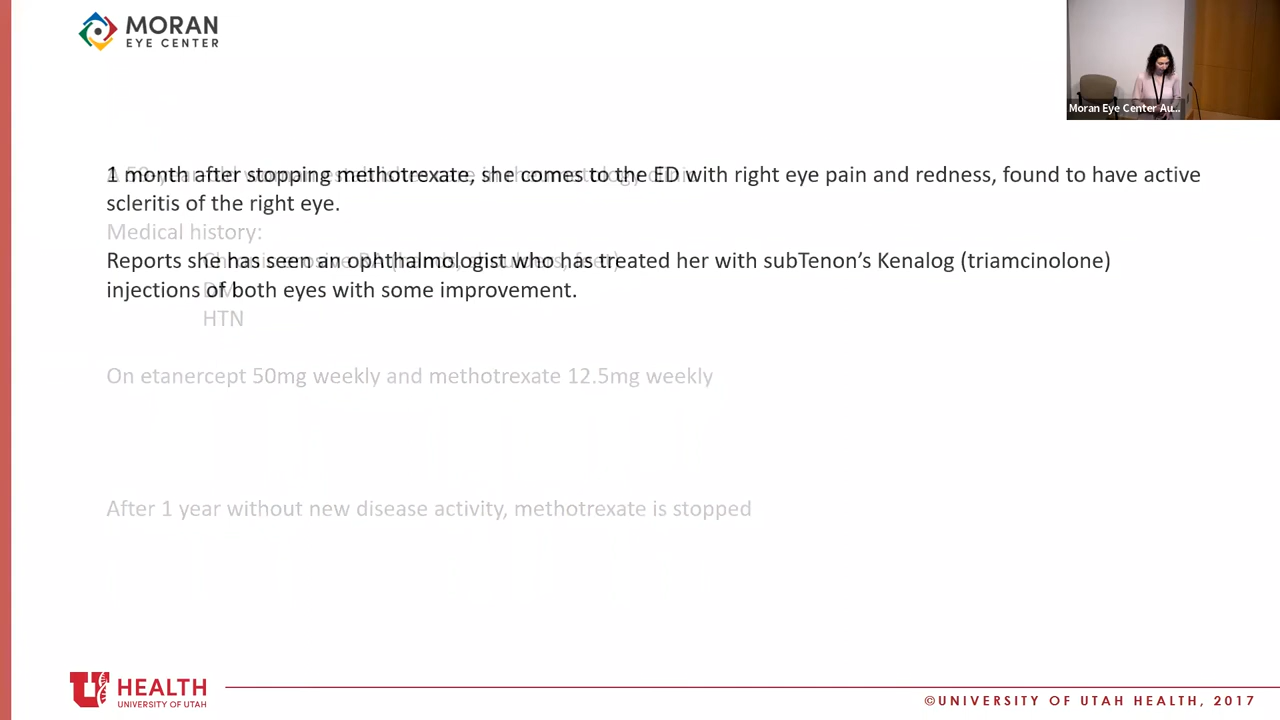 MORAN
EYE CENTER
Moran Eye Center Au...
1 month after stopping methotrexate, she comes to the ED with right eye pain and redness, found to have active
scleritis of the right eye.
Medical history:
Reports she has seen an ophthalmologist who has treated her with subTenon’s Kenalog (triamcinolone)
injections of both eyes with some improvement.
HTN
On etanercept 50mg weekly and methotrexate 12.5mg weekly
After 1 year without new disease activity, methotrexate is stopped
U HEALTH
UNIVERSITY OF UTAH
©UNIVERSITY OF UTAH HEALTH, 2017